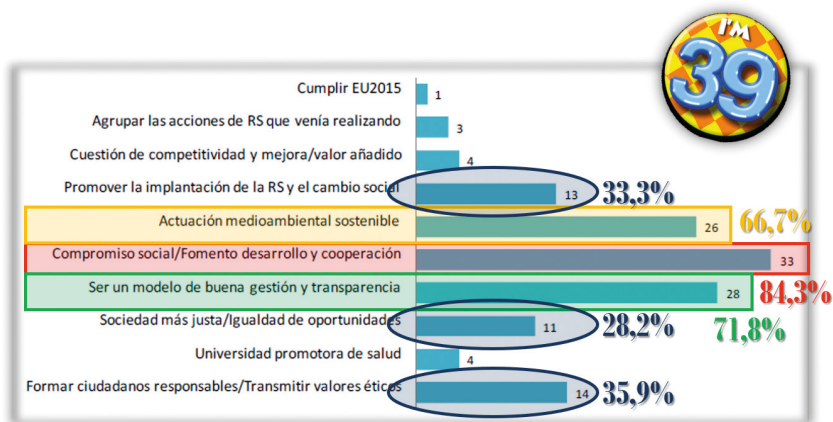 I'M
39
Cumplir EU2015 1
Agrupar las acciones de RS que venía realizando 3
Cuestión de competitividad y mejora/valor añadido 4
Promover la implantación de la RS y el cambio social 13 33,3%
Actuación medioambiental sostenible 26 66,7%
Compromiso social/Fomento desarrollo y cooperación 33
Ser un modelo de buena gestión y transparencia 28 84,3%
71,8%
Sociedad más justa/Igualdad de oportunidades 11 28,2%
Universidad promotora de salud 4
Formar ciudadanos responsables/Transmitir valores éticos 14 35,9%